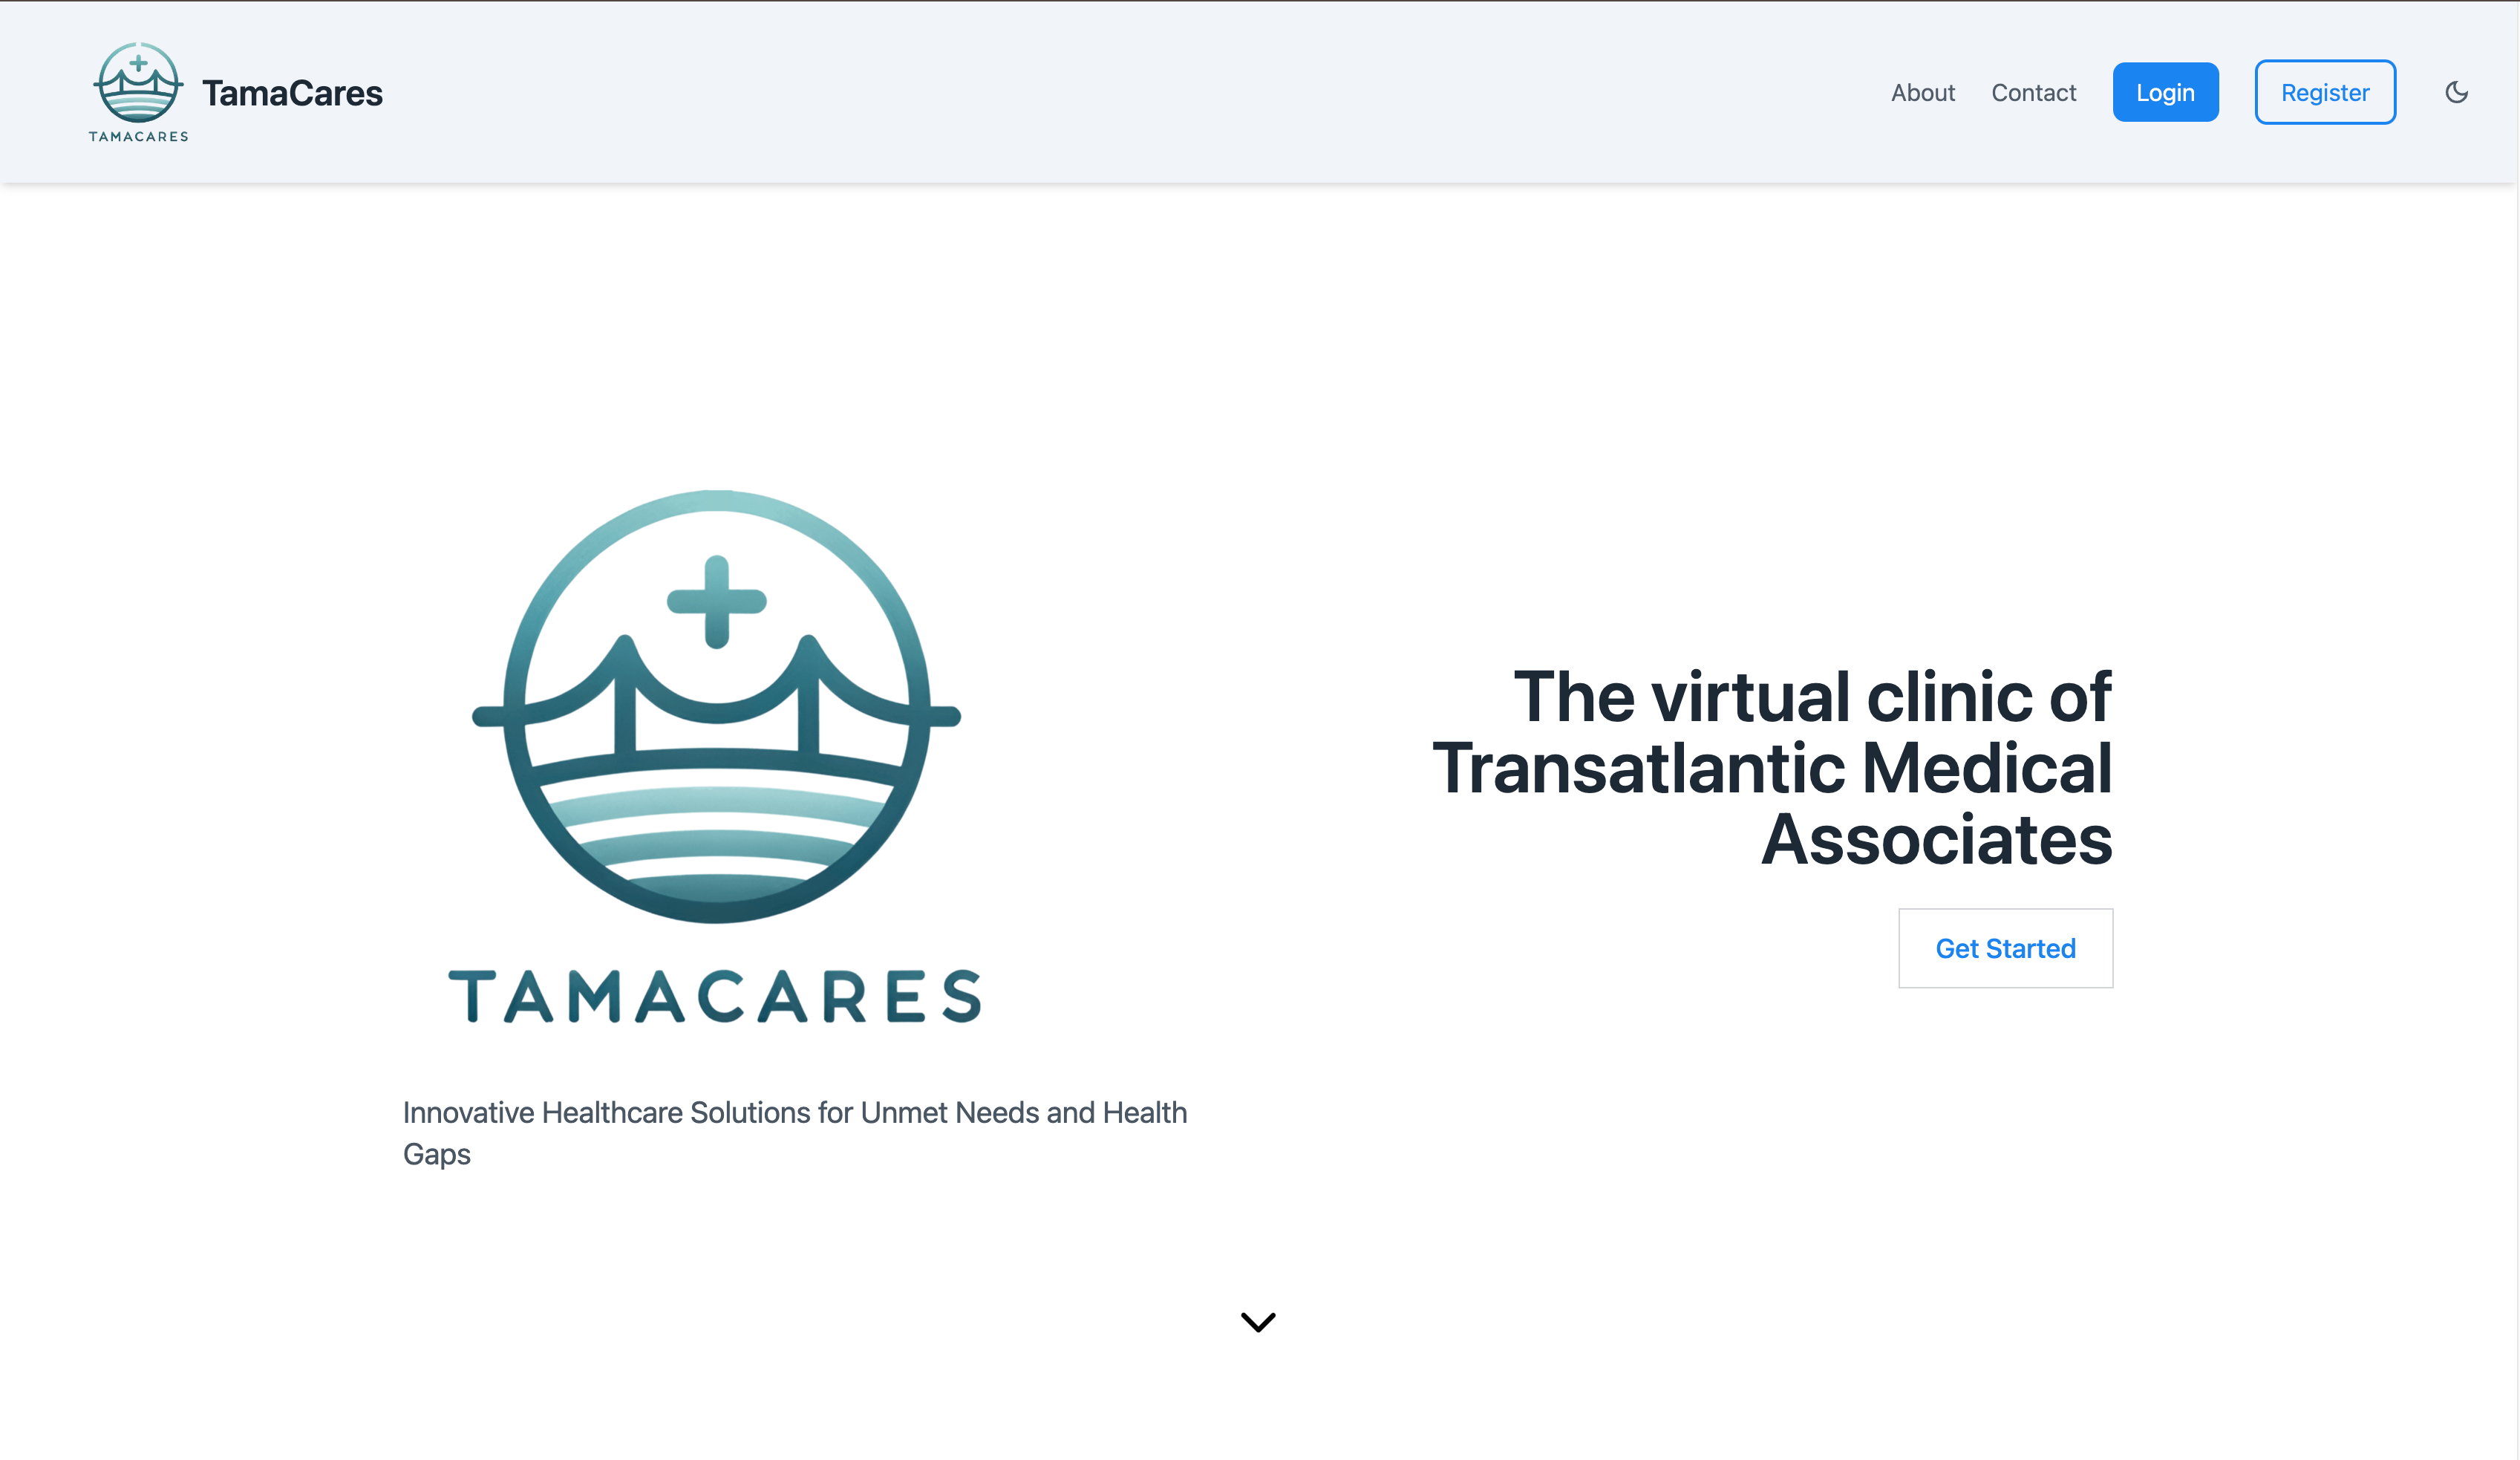 TAMACARES
TamaCares
About
Contact
Login
Register
TAMACARES
Innovative Healthcare Solutions for Unmet Needs and Health
Gaps
The virtual clinic of
Transatlantic Medical
Associates
Get Started